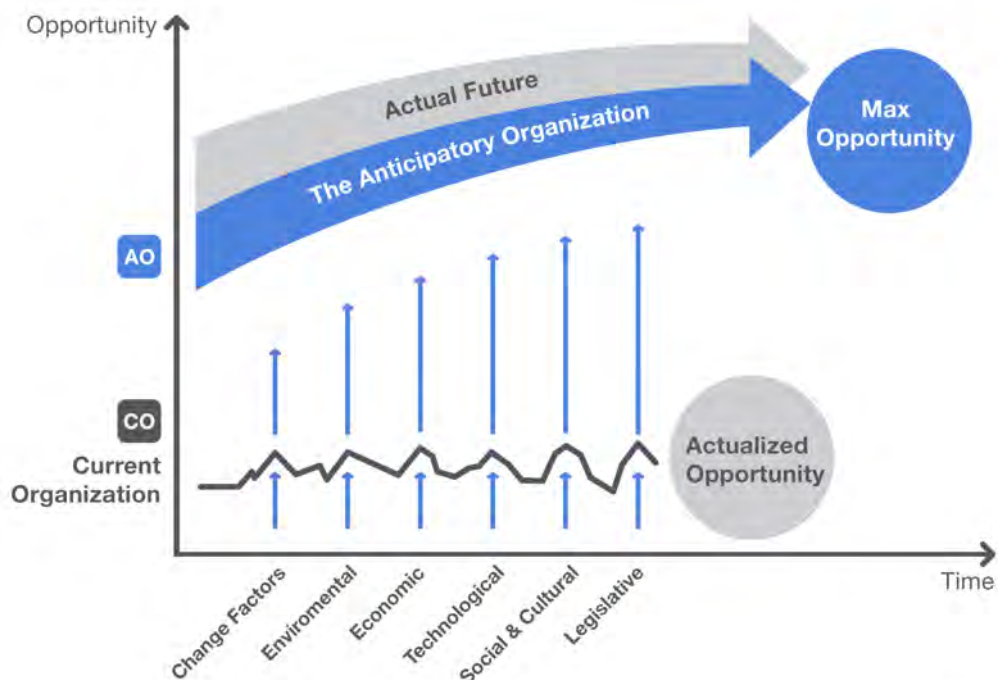 Opportunity
Actual Future
The Anticipatory Organization
Max
Opportunity
AO
CO
Current
Organization
Actualized
Opportunity
Time
Change Factors
Enviromental
Economic
Technological
Social & Cultural
Legislative